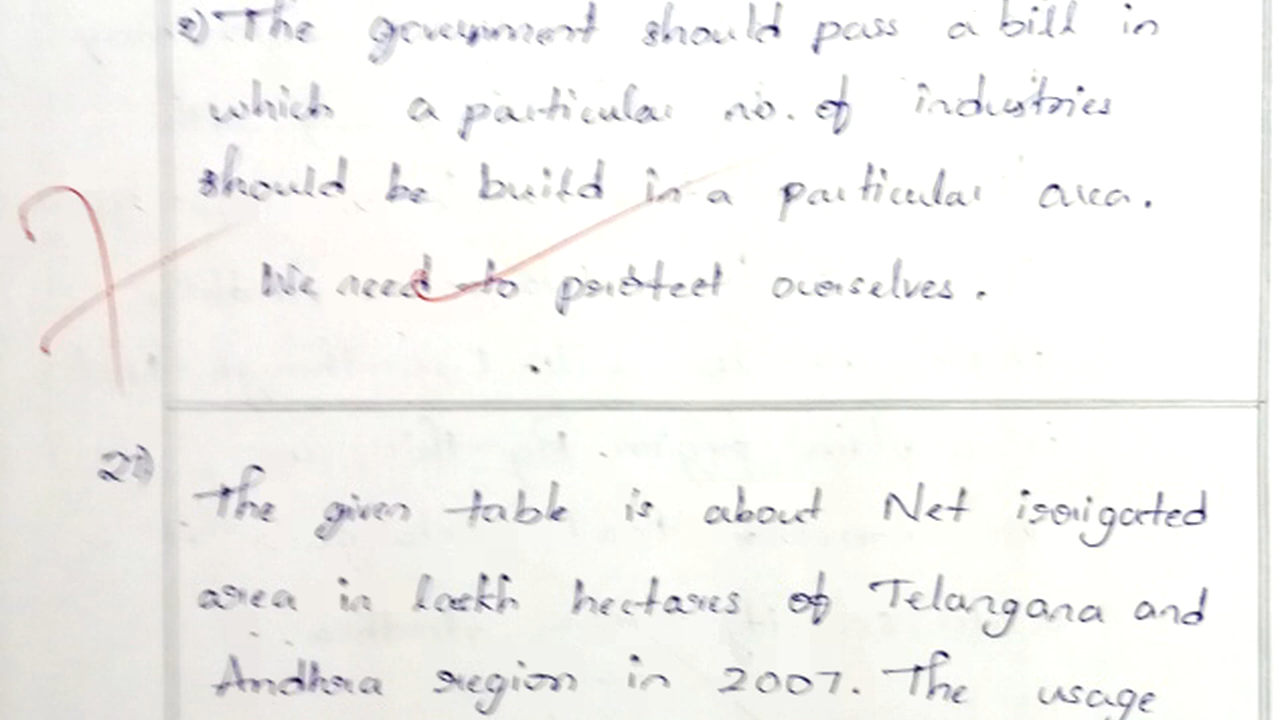 2) The government should pass a bill in
which a particular no. of industries
should be build in a particular area.
We need to protect ourselves.
7
2)
The given table is about Net irrigated
area in lackh hectares of Telangana and
Andhra region in 2007. The usage